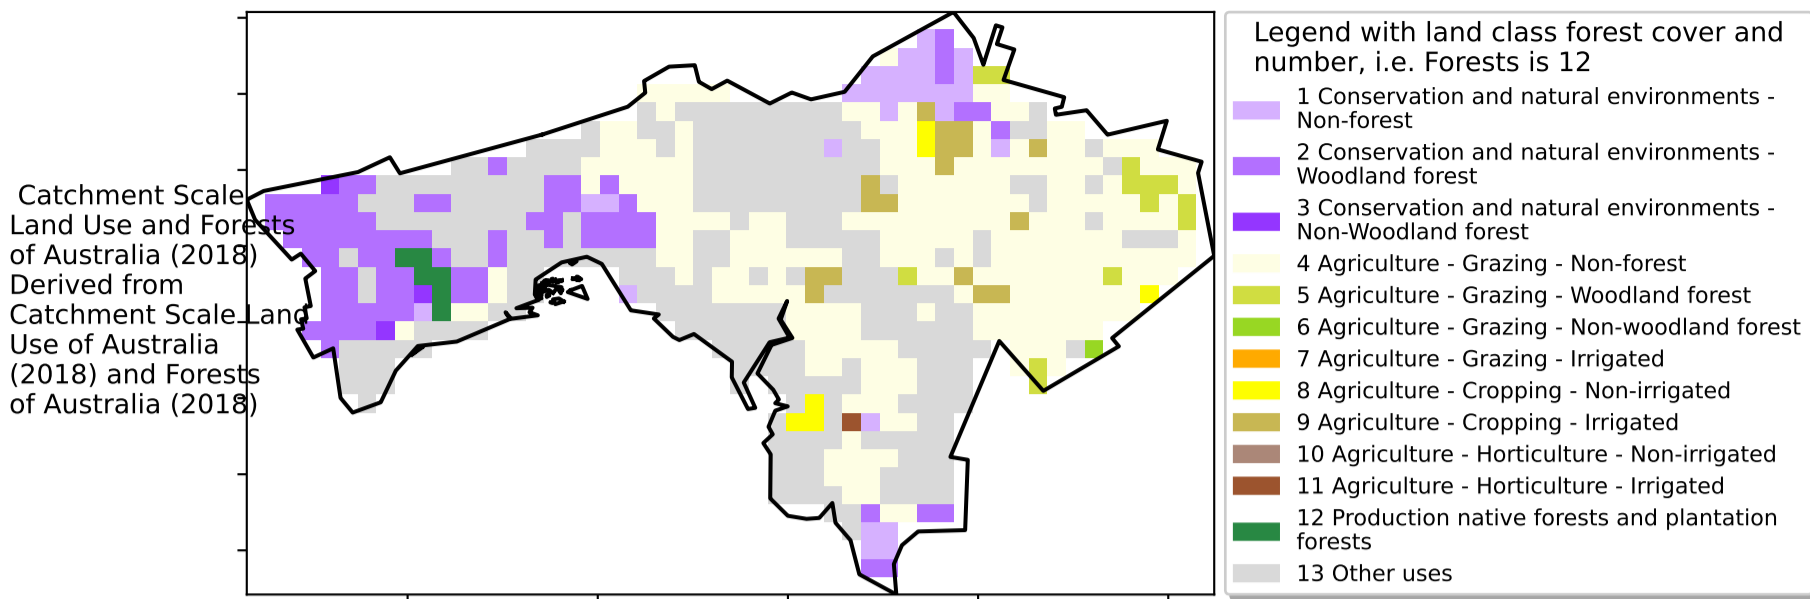 Catchment Scale
Land Use and Forests
of Australia (2018)
Derived from
Catchment Scale Land
Use of Australia
(2018) and Forests
of Australia (2018)
Legend with land class forest cover and
number, i.e. Forests is 12
1 Conservation and natural environments -
Non-forest
2 Conservation and natural environments -
Woodland forest
3 Conservation and natural environments -
Non-Woodland forest
4 Agriculture - Grazing - Non-forest
5 Agriculture - Grazing - Woodland forest
6 Agriculture - Grazing - Non-woodland forest
7 Agriculture - Grazing - Irrigated
8 Agriculture - Cropping - Non-irrigated
9 Agriculture - Cropping - Irrigated
10 Agriculture - Horticulture - Non-irrigated
11 Agriculture - Horticulture - Irrigated
12 Production native forests and plantation
forests
13 Other uses